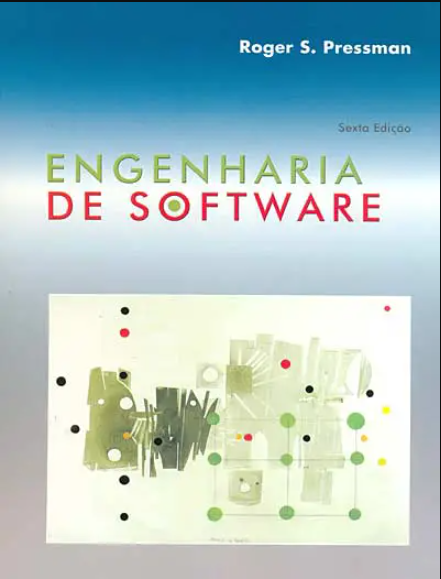 Roger S. Pressman
Sexta Edição
ENGENHARIA
DE SOFTWARE